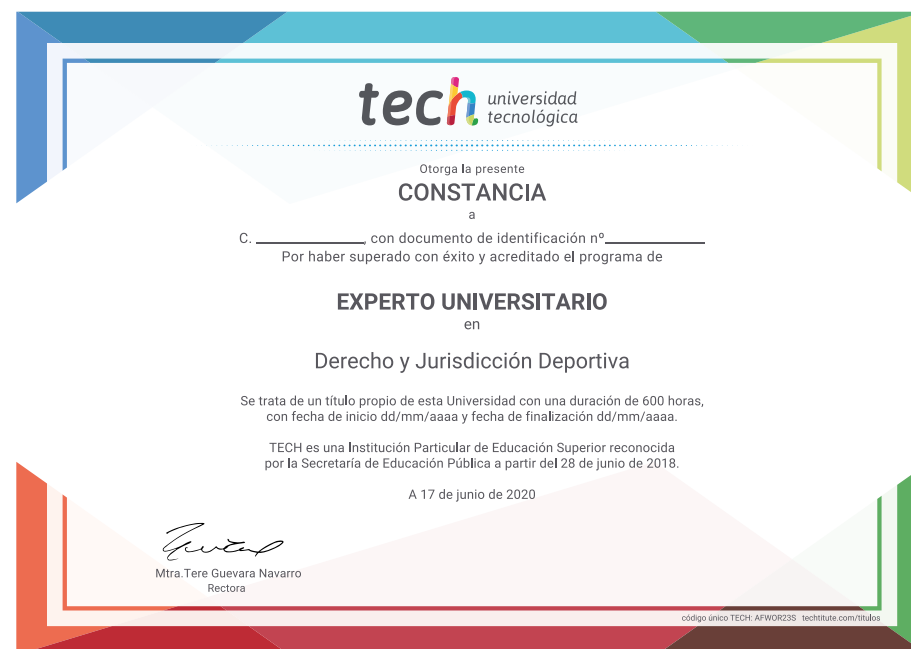 tech universidad
tecnológica
Otorga la presente
CONSTANCIA
a
C. ______________, con documento de identificación nº_____________
Por haber superado con éxito y acreditado el programa de
EXPERTO UNIVERSITARIO
en
Derecho y Jurisdicción Deportiva
Se trata de un título propio de esta Universidad con una duración de 600 horas,
con fecha de inicio dd/mm/aaaa y fecha de finalización dd/mm/aaaa.
TECH es una Institución Particular de Educación Superior reconocida
por la Secretaría de Educación Pública a partir del 28 de junio de 2018.
A 17 de junio de 2020
Mtra.Tere Guevara Navarro
Rectora
código único TECH: AFWOR23S techtitute.com/titulos